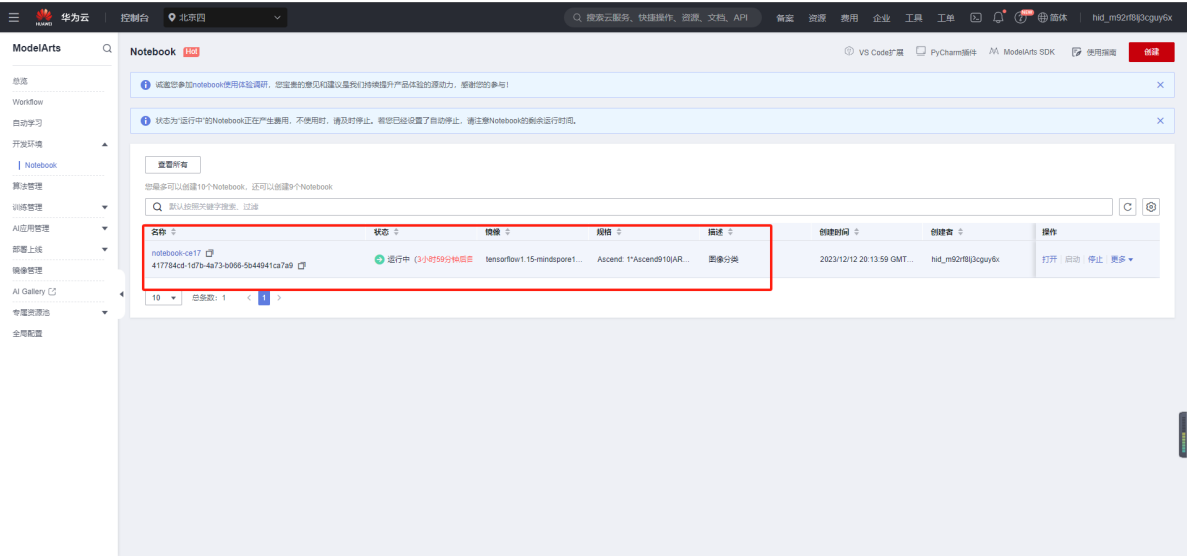 HUAWEI 华为云 控制台 北京四 搜索云服务、快捷操作、资源、文档、API 备案 资源 费用 企业 工具 工单 NEW 简体 hid_m92rf8lj3cguy6x
ModelArts
Notebook Hot VS Code扩展 PyCharm插件 ModelArts SDK 使用指南 创建
总览
Workflow
自动学习
开发环境
Notebook
算法管理
训练管理
AI应用管理
部署上线
镜像管理
AI Gallery
专属资源池
全局配置
诚邀您参加notebook使用体验调研，您宝贵的意见和建议是我们持续提升产品体验的源动力，感谢您的参与！
状态为“运行中”的Notebook正在产生费用，不使用时，请及时停止。若您已经设置了自动停止，请注意Notebook的剩余运行时间。
查看所有
您最多可以创建10个Notebook，还可以创建9个Notebook
默认按照关键字搜索、过滤
名称 状态 镜像 规格 描述 创建时间 创建者 操作
notebook-ce17 运行中 (3小时59分钟后 tensorflow1.15-mindspore1... Ascend: 1*Ascend910|AR... 图像分类 2023/12/12 20:13:59 GMT... hid_m92rf8lj3cguy6x 打开 启动 停止 更多
417784cd-1d7b-4a73-b066-5b44941ca7a9
10 总条数：1 < 1 >